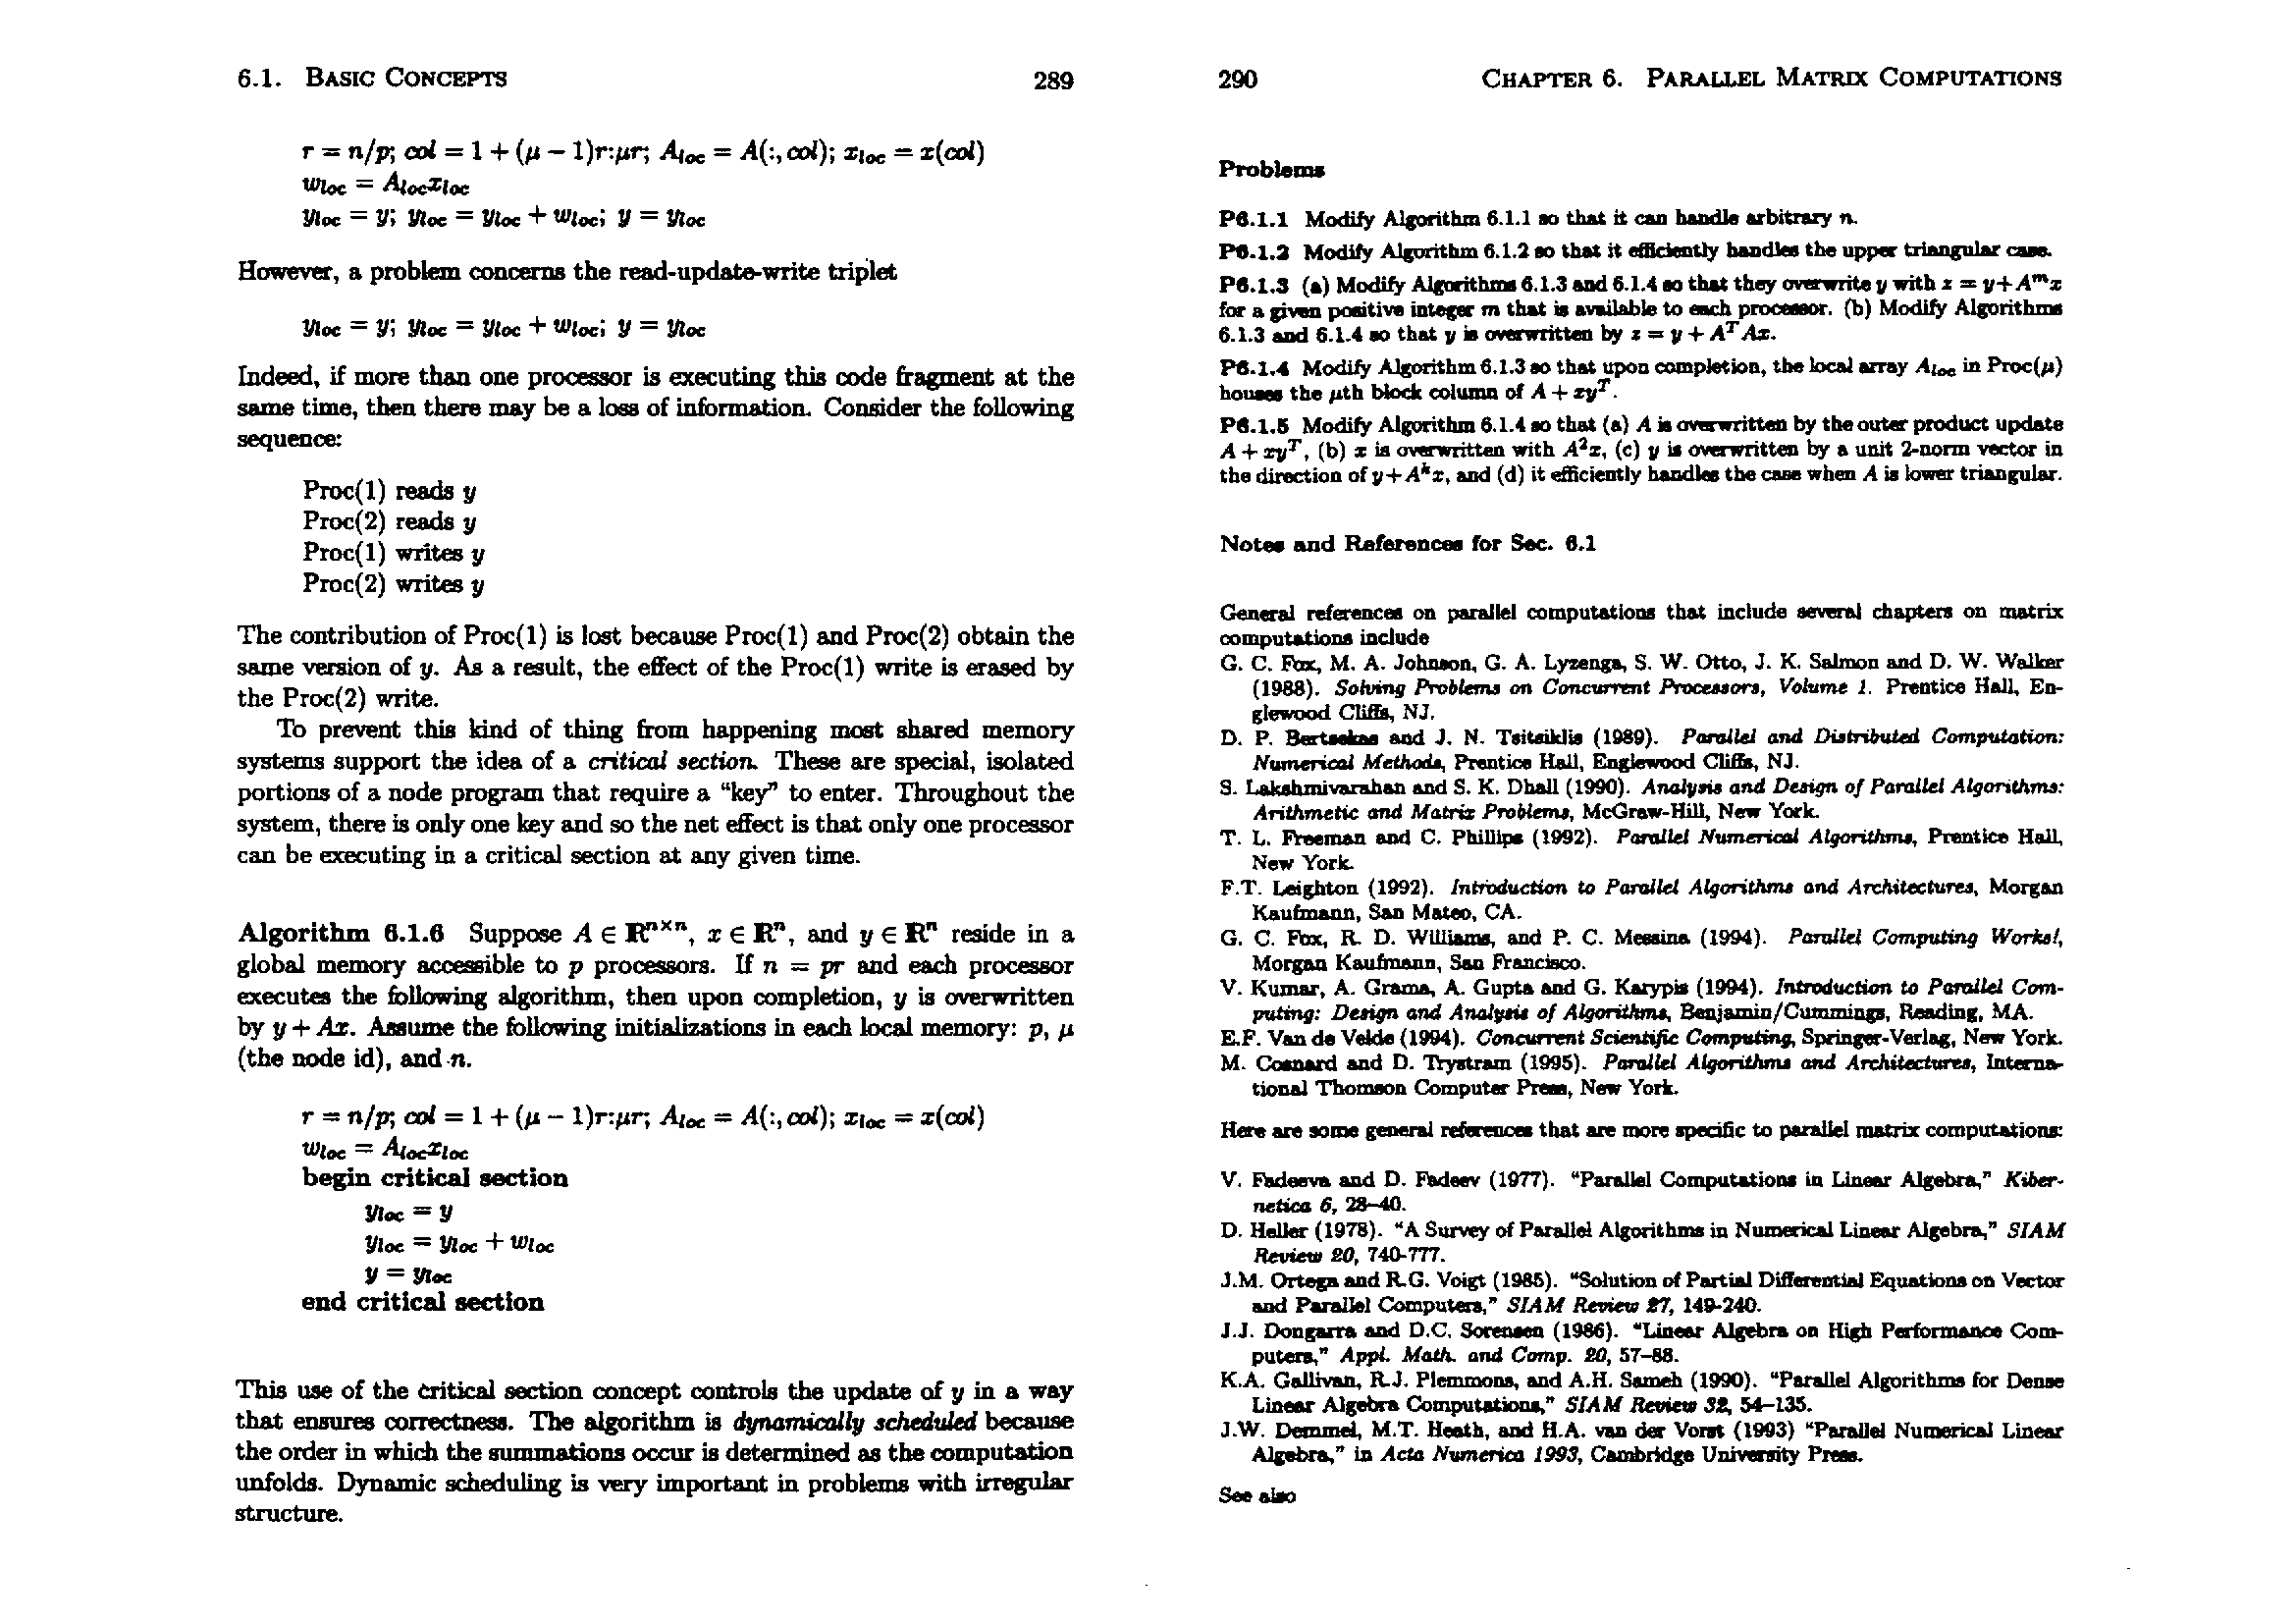 6.1. BASIC CONCEPTS 289
r = n/p; col = 1 + (μ − 1)r:μr; A_loc = A(:, col); x_loc = x(col)
w_loc = A_loc x_loc
y_loc = y; y_loc = y_loc + w_loc; y = y_loc
However, a problem concerns the read-update-write triplet
y_loc = y; y_loc = y_loc + w_loc; y = y_loc
Indeed, if more than one processor is executing this code fragment at the
same time, then there may be a loss of information. Consider the following
sequence:
Proc(1) reads y
Proc(2) reads y
Proc(1) writes y
Proc(2) writes y
The contribution of Proc(1) is lost because Proc(1) and Proc(2) obtain the
same version of y. As a result, the effect of the Proc(1) write is erased by
the Proc(2) write.
To prevent this kind of thing from happening most shared memory
systems support the idea of a critical section. These are special, isolated
portions of a node program that require a “key” to enter. Throughout the
system, there is only one key and so the net effect is that only one processor
can be executing in a critical section at any given time.
Algorithm 6.1.6 Suppose A ∈ ℝⁿˣⁿ, x ∈ ℝⁿ, and y ∈ ℝⁿ reside in a
global memory accessible to p processors. If n = pr and each processor
executes the following algorithm, then upon completion, y is overwritten
by y + Ax. Assume the following initializations in each local memory: p, μ
(the node id), and n.
r = n/p; col = 1 + (μ − 1)r:μr; A_loc = A(:, col); x_loc = x(col)
w_loc = A_loc x_loc
begin critical section
y_loc = y
y_loc = y_loc + w_loc
y = y_loc
end critical section
This use of the critical section concept controls the update of y in a way
that ensures correctness. The algorithm is dynamically scheduled because
the order in which the summations occur is determined as the computation
unfolds. Dynamic scheduling is very important in problems with irregular
structure.
290 CHAPTER 6. PARALLEL MATRIX COMPUTATIONS
Problems
P6.1.1 Modify Algorithm 6.1.1 so that it can handle arbitrary n.
P6.1.2 Modify Algorithm 6.1.2 so that it efficiently handles the upper triangular case.
P6.1.3 (a) Modify Algorithms 6.1.3 and 6.1.4 so that they overwrite y with z = y+Aᵐx
for a given positive integer m that is available to each processor. (b) Modify Algorithms
6.1.3 and 6.1.4 so that y is overwritten by z = y + AᵀAx.
P6.1.4 Modify Algorithm 6.1.3 so that upon completion, the local array A_loc in Proc(μ)
houses the μth block column of A + xyᵀ.
P6.1.5 Modify Algorithm 6.1.4 so that (a) A is overwritten by the outer product update
A + xyᵀ, (b) x is overwritten with A²x, (c) y is overwritten by a unit 2-norm vector in
the direction of y+Aᵏx, and (d) it efficiently handles the case when A is lower triangular.
Notes and References for Sec. 6.1
General references on parallel computations that include several chapters on matrix
computations include
G. C. Fox, M. A. Johnson, G. A. Lyzenga, S. W. Otto, J. K. Salmon and D. W. Walker
(1988). Solving Problems on Concurrent Processors, Volume 1. Prentice Hall, En-
glewood Cliffs, NJ.
D. P. Bertsekas and J. N. Tsitsiklis (1989). Parallel and Distributed Computation:
Numerical Methods, Prentice Hall, Englewood Cliffs, NJ.
S. Lakshmivarahan and S. K. Dhall (1990). Analysis and Design of Parallel Algorithms:
Arithmetic and Matrix Problems, McGraw-Hill, New York.
T. L. Freeman and C. Phillips (1992). Parallel Numerical Algorithms, Prentice Hall,
New York.
F.T. Leighton (1992). Introduction to Parallel Algorithms and Architectures, Morgan
Kaufmann, San Mateo, CA.
G. C. Fox, R. D. Williams, and P. C. Messina (1994). Parallel Computing Works!,
Morgan Kaufmann, San Francisco.
V. Kumar, A. Grama, A. Gupta and G. Karypis (1994). Introduction to Parallel Com-
puting: Design and Analysis of Algorithms, Benjamin/Cummings, Reading, MA.
E.F. Van de Velde (1994). Concurrent Scientific Computing, Springer-Verlag, New York.
M. Cosnard and D. Trystram (1995). Parallel Algorithms and Architectures, Interna-
tional Thomson Computer Press, New York.
Here are some general references that are more specific to parallel matrix computations:
V. Fadeeva and D. Fadeev (1977). “Parallel Computations in Linear Algebra,” Kiber-
netica 6, 28–40.
D. Heller (1978). “A Survey of Parallel Algorithms in Numerical Linear Algebra,” SIAM
Review 20, 740-777.
J.M. Ortega and R.G. Voigt (1985). “Solution of Partial Differential Equations on Vector
and Parallel Computers,” SIAM Review 27, 149-240.
J.J. Dongarra and D.C. Sorensen (1986). “Linear Algebra on High Performance Com-
puters,” Appl. Math. and Comp. 20, 57–88.
K.A. Gallivan, R.J. Plemmons, and A.H. Sameh (1990). “Parallel Algorithms for Dense
Linear Algebra Computations,” SIAM Review 32, 54–135.
J.W. Demmel, M.T. Heath, and H.A. van der Vorst (1993) “Parallel Numerical Linear
Algebra,” in Acta Numerica 1993, Cambridge University Press.
See also